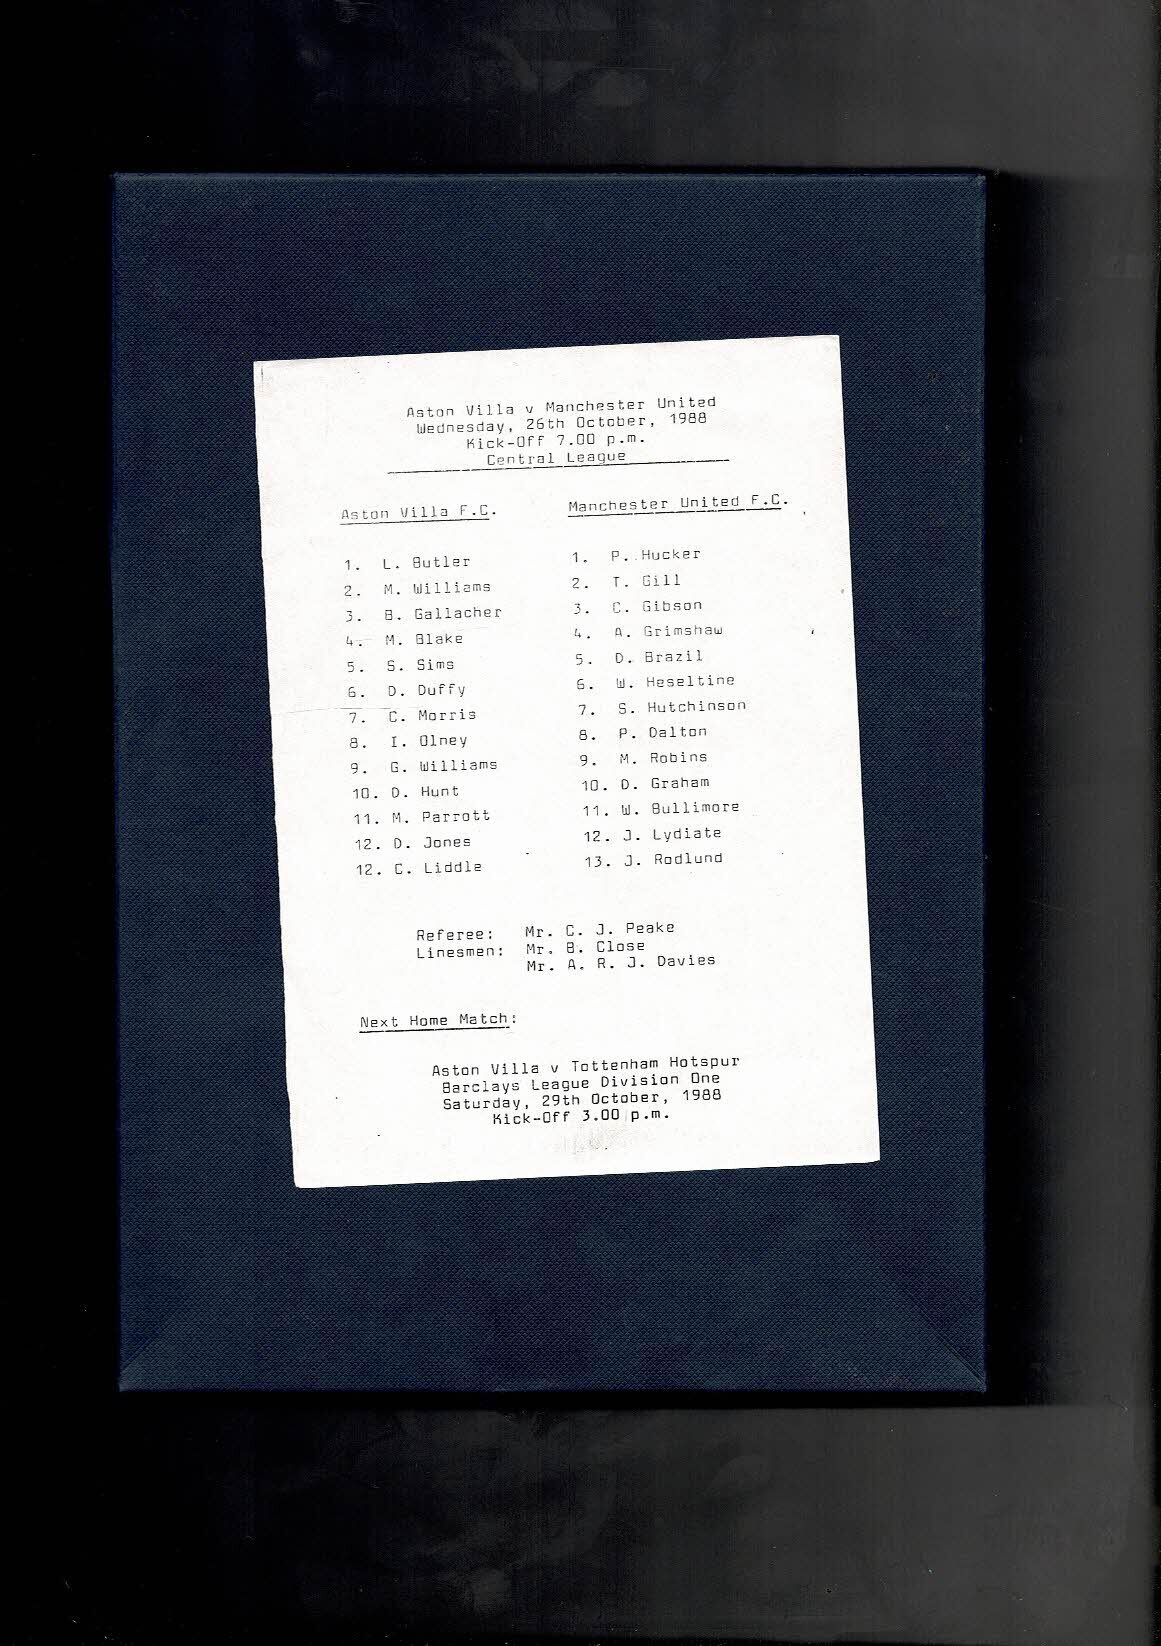 Aston Villa v Manchester United
Wednesday, 26th October, 1988
Kick-Off 7.00 p.m.
Central League
Aston Villa F.C.
1. L. Butler
2. M. Williams
3. B. Gallacher
4. M. Blake
5. S. Sims
6. D. Duffy
7. C. Morris
8. I. Olney
9. G. Williams
10. D. Hunt
11. M. Parrott
12. D. Jones
12. C. Liddle
Manchester United F.C.
1. P. Hucker
2. T. Gill
3. C. Gibson
4. A. Grimshaw
5. D. Brazil
6. W. Heseltine
7. S. Hutchinson
8. P. Dalton
9. M. Robins
10. D. Graham
11. W. Bullimore
12. J. Lydiate
13. J. Rodlund
Referee: Mr. C. J. Peake
Linesmen: Mr. B. Close
Mr. A. R. J. Davies
Next Home Match:
Aston Villa v Tottenham Hotspur
Barclays League Division One
Saturday, 29th October, 1988
Kick-Off 3.00 p.m.